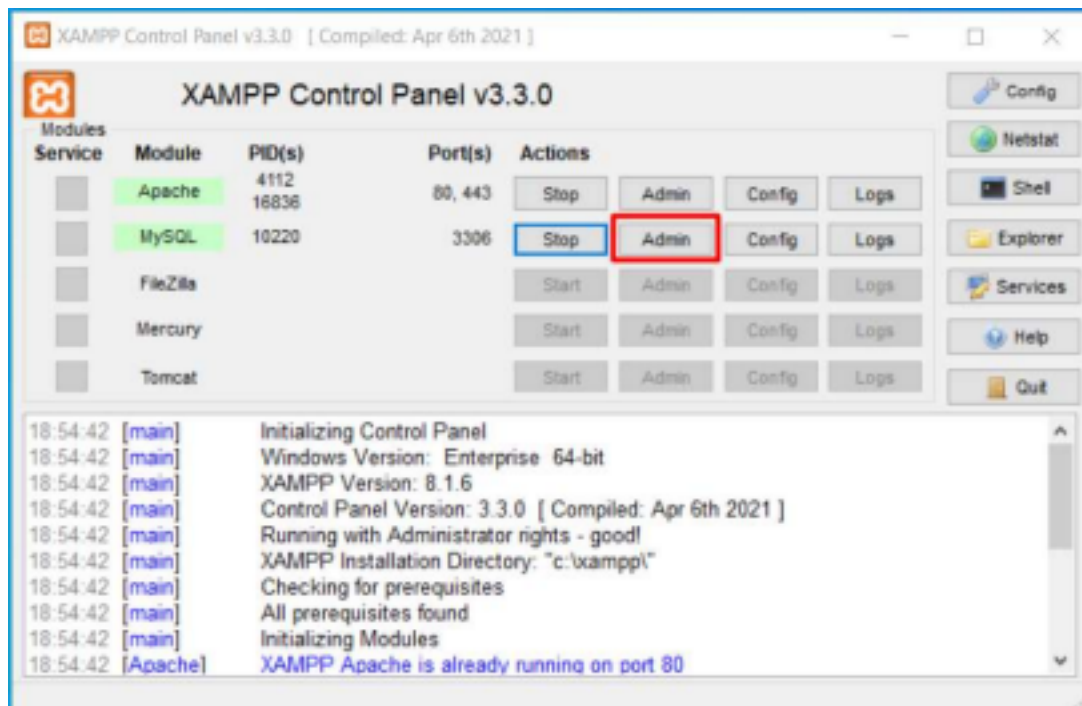 XAMPP Control Panel v3.3.0 [ Compiled: Apr 6th 2021 ]
XAMPP Control Panel v3.3.0
Config
Modules
Netstat
Service Module PID(s) Port(s) Actions
Apache 4112 16836 80, 443 Stop Admin Config Logs
Shell
MySQL 10220 3306 Stop Admin Config Logs
Explorer
FileZilla Start Admin Config Logs
Services
Mercury Start Admin Config Logs
Help
Tomcat Start Admin Config Logs
Quit
18:54:42 [main] Initializing Control Panel
18:54:42 [main] Windows Version: Enterprise 64-bit
18:54:42 [main] XAMPP Version: 8.1.6
18:54:42 [main] Control Panel Version: 3.3.0 [ Compiled: Apr 6th 2021 ]
18:54:42 [main] Running with Administrator rights - good!
18:54:42 [main] XAMPP Installation Directory: "c:\xampp\"
18:54:42 [main] Checking for prerequisites
18:54:42 [main] All prerequisites found
18:54:42 [main] Initializing Modules
18:54:42 [Apache] XAMPP Apache is already running on port 80